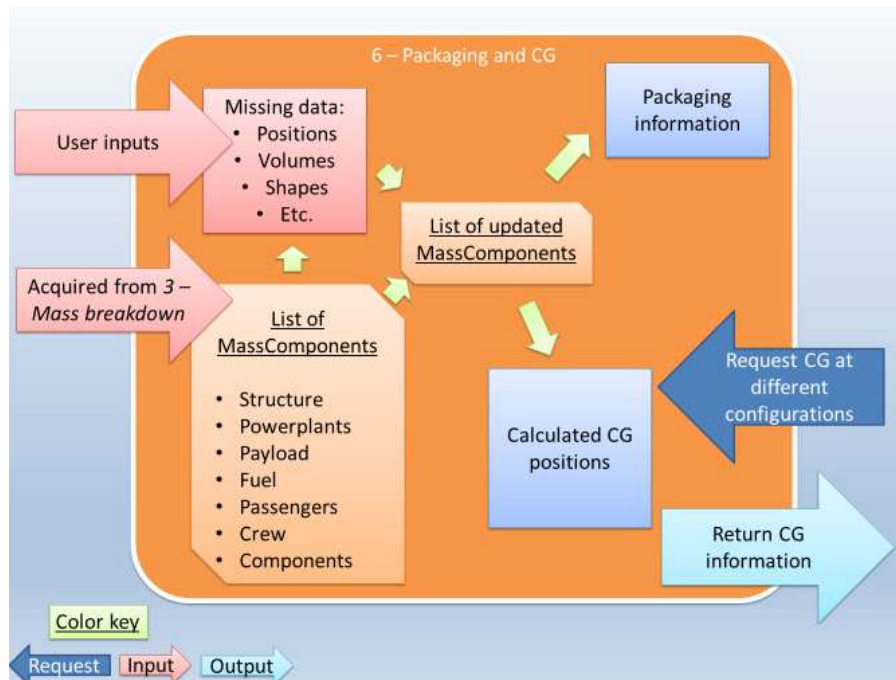 6 – Packaging and CG
User inputs
Missing data:
• Positions
• Volumes
• Shapes
• Etc.
Packaging
information
List of updated
MassComponents
Acquired from 3 –
Mass breakdown
List of
MassComponents
• Structure
• Powerplants
• Payload
• Fuel
• Passengers
• Crew
• Components
Calculated CG
positions
Request CG at
different
configurations
Return CG
information
Color key
Request
Input
Output